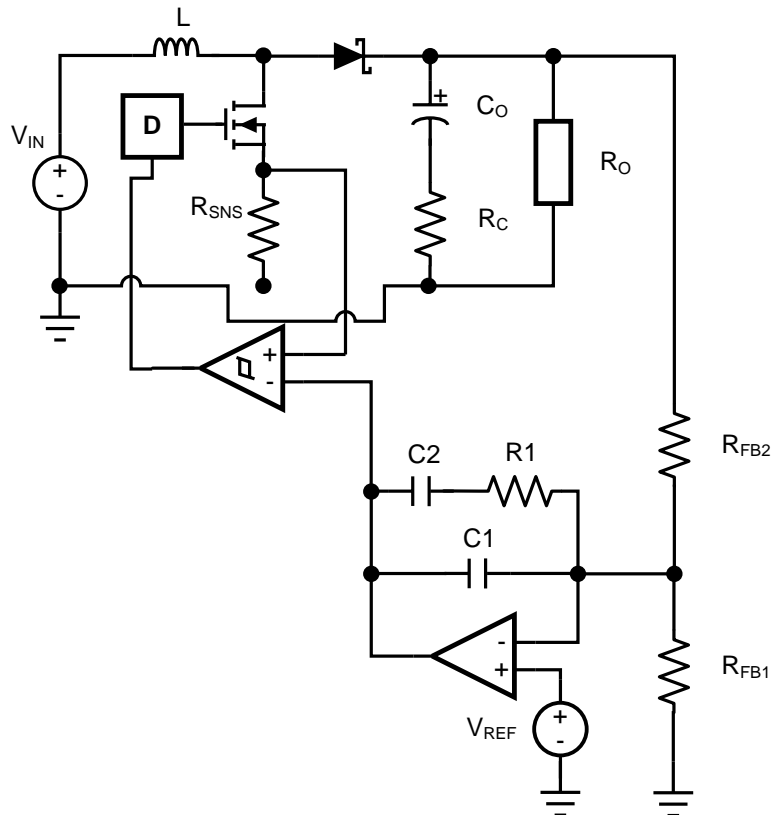 L
D
V_IN
+
-
R_SNS
+
C_O
R_C
R_O
+
-
C2
R1
C1
R_FB2
-
+
V_REF
+
-
R_FB1